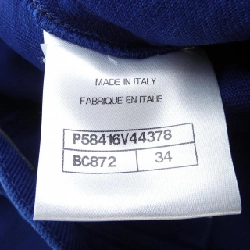 MADE IN ITALY
FABRIQUE EN ITALIE
P58416V44378
BC872 34